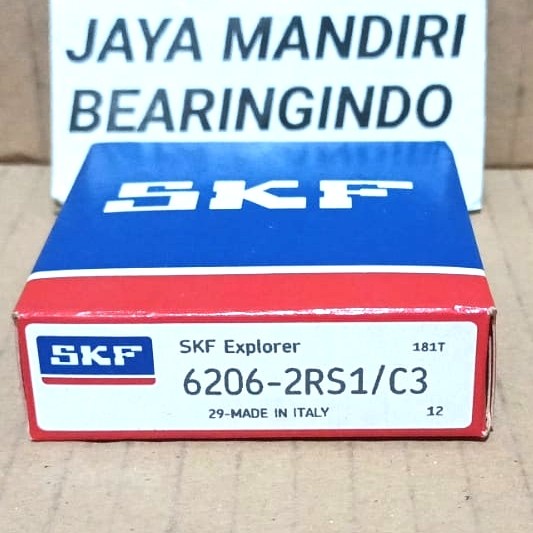 JAYA MANDIRI
BEARINGINDO
SKF
SKF
SKF Explorer
181T
6206-2RS1/C3
29-MADE IN ITALY
12